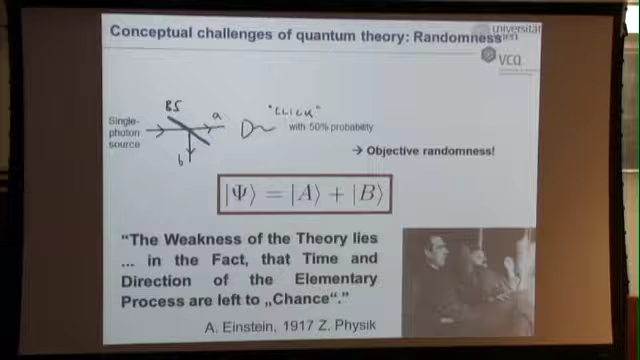 Conceptual challenges of quantum theory: Randomness
universität
wien
VCQ
BS
a
"CLICK"
Single-
photon
source
with 50% probability
b
→ Objective randomness!
|Ψ⟩ = |A⟩ + |B⟩
"The Weakness of the Theory lies
... in the Fact, that Time and
Direction of the Elementary
Process are left to „Chance"."
A. Einstein, 1917 Z. Physik